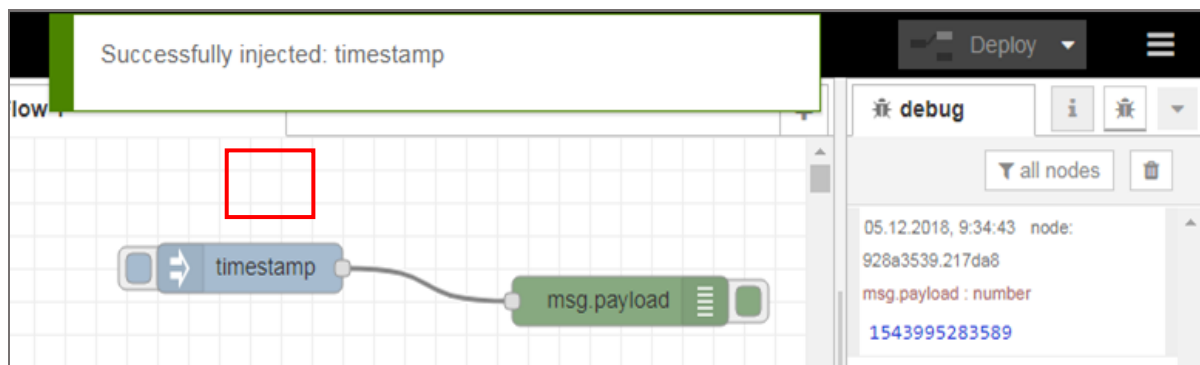 Successfully injected: timestamp
Deploy
debug
i
all nodes
timestamp
msg.payload
05.12.2018, 9:34:43 node:
928a3539.217da8
msg.payload : number
1543995283589